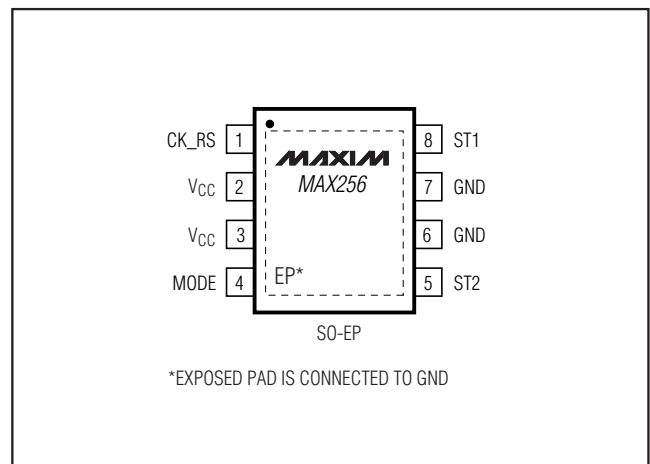 CK_RS 1
VCC 2
VCC 3
MODE 4
MAXIM
MAX256
EP*
8 ST1
7 GND
6 GND
5 ST2
SO-EP
*EXPOSED PAD IS CONNECTED TO GND